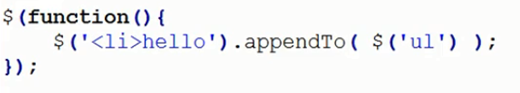 $(function(){
    $('<li>hello').appendTo( $('ul') );
});